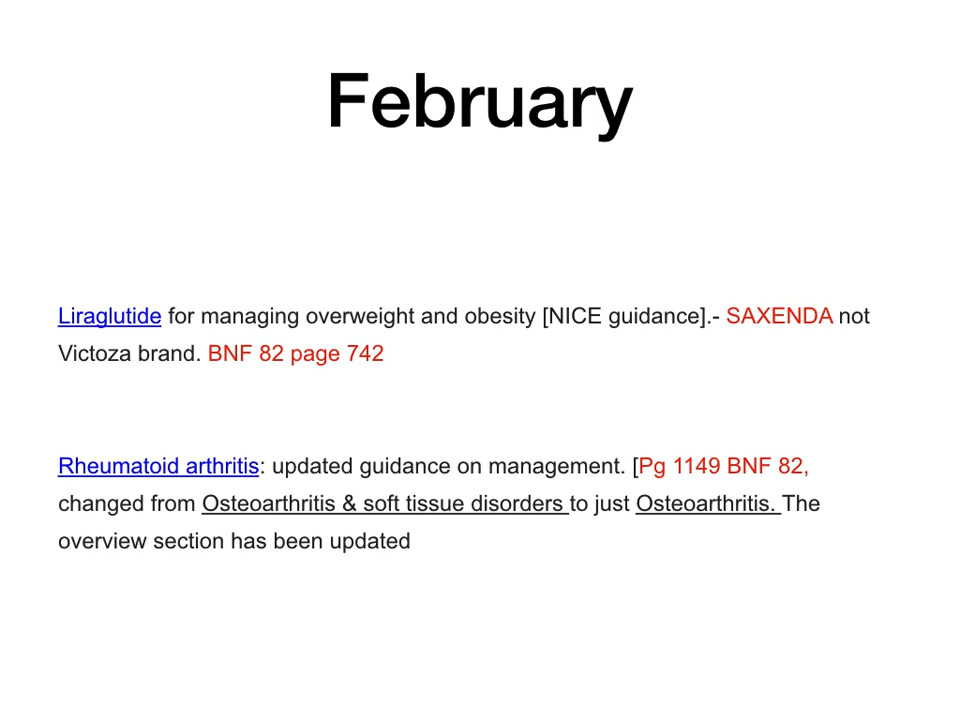 February
Liraglutide for managing overweight and obesity [NICE guidance].- SAXENDA not
Victoza brand. BNF 82 page 742
Rheumatoid arthritis: updated guidance on management. [Pg 1149 BNF 82,
changed from Osteoarthritis & soft tissue disorders to just Osteoarthritis. The
overview section has been updated